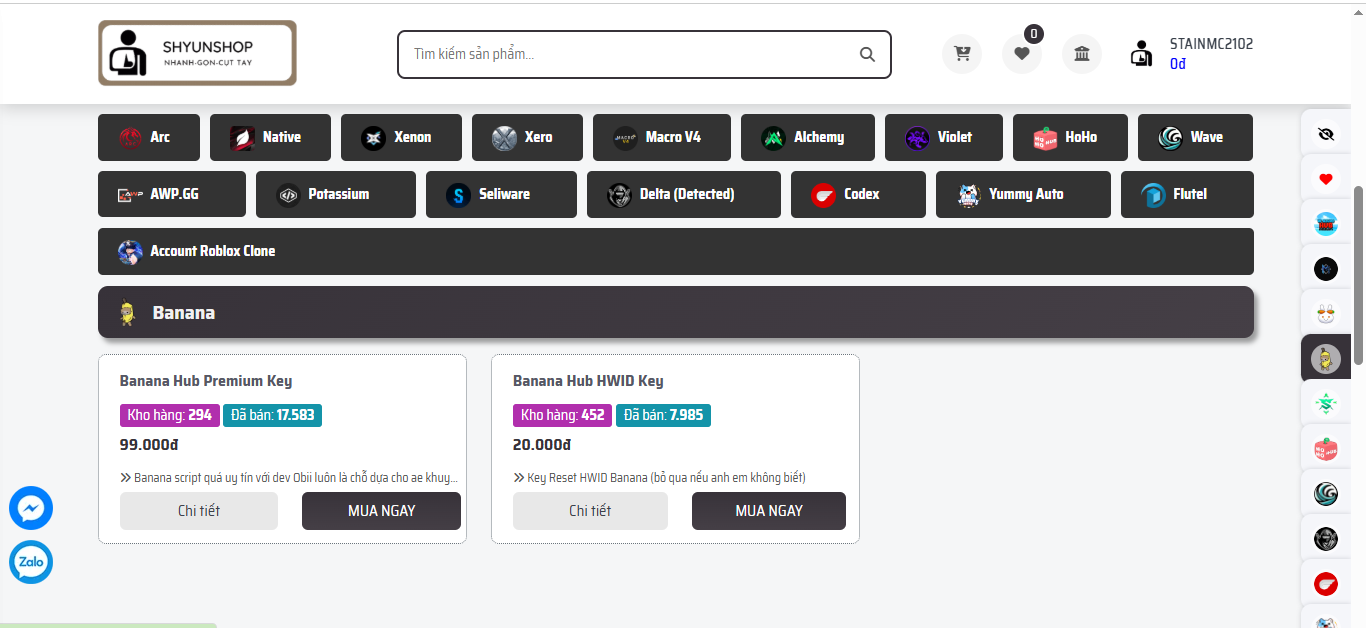 SHYUNSHOP
NHANH-GỌN-CỤT TAY
Tìm kiếm sản phẩm...
0
STAINMC2102
0đ
Arc
Native
Xenon
Xero
Macro V4
Alchemy
Violet
HoHo
Wave
AWP.GG
Potassium
Seliware
Delta (Detected)
Codex
Yummy Auto
Flutel
Account Roblox Clone
Banana
Banana Hub Premium Key
Kho hàng: 294 Đã bán: 17.583
99.000đ
Banana script quá uy tín với dev Obii luôn là chỗ dựa cho ae khuy...
Chi tiết
MUA NGAY
Banana Hub HWID Key
Kho hàng: 452 Đã bán: 7.985
20.000đ
Key Reset HWID Banana (bỏ qua nếu anh em không biết)
Chi tiết
MUA NGAY
Zalo